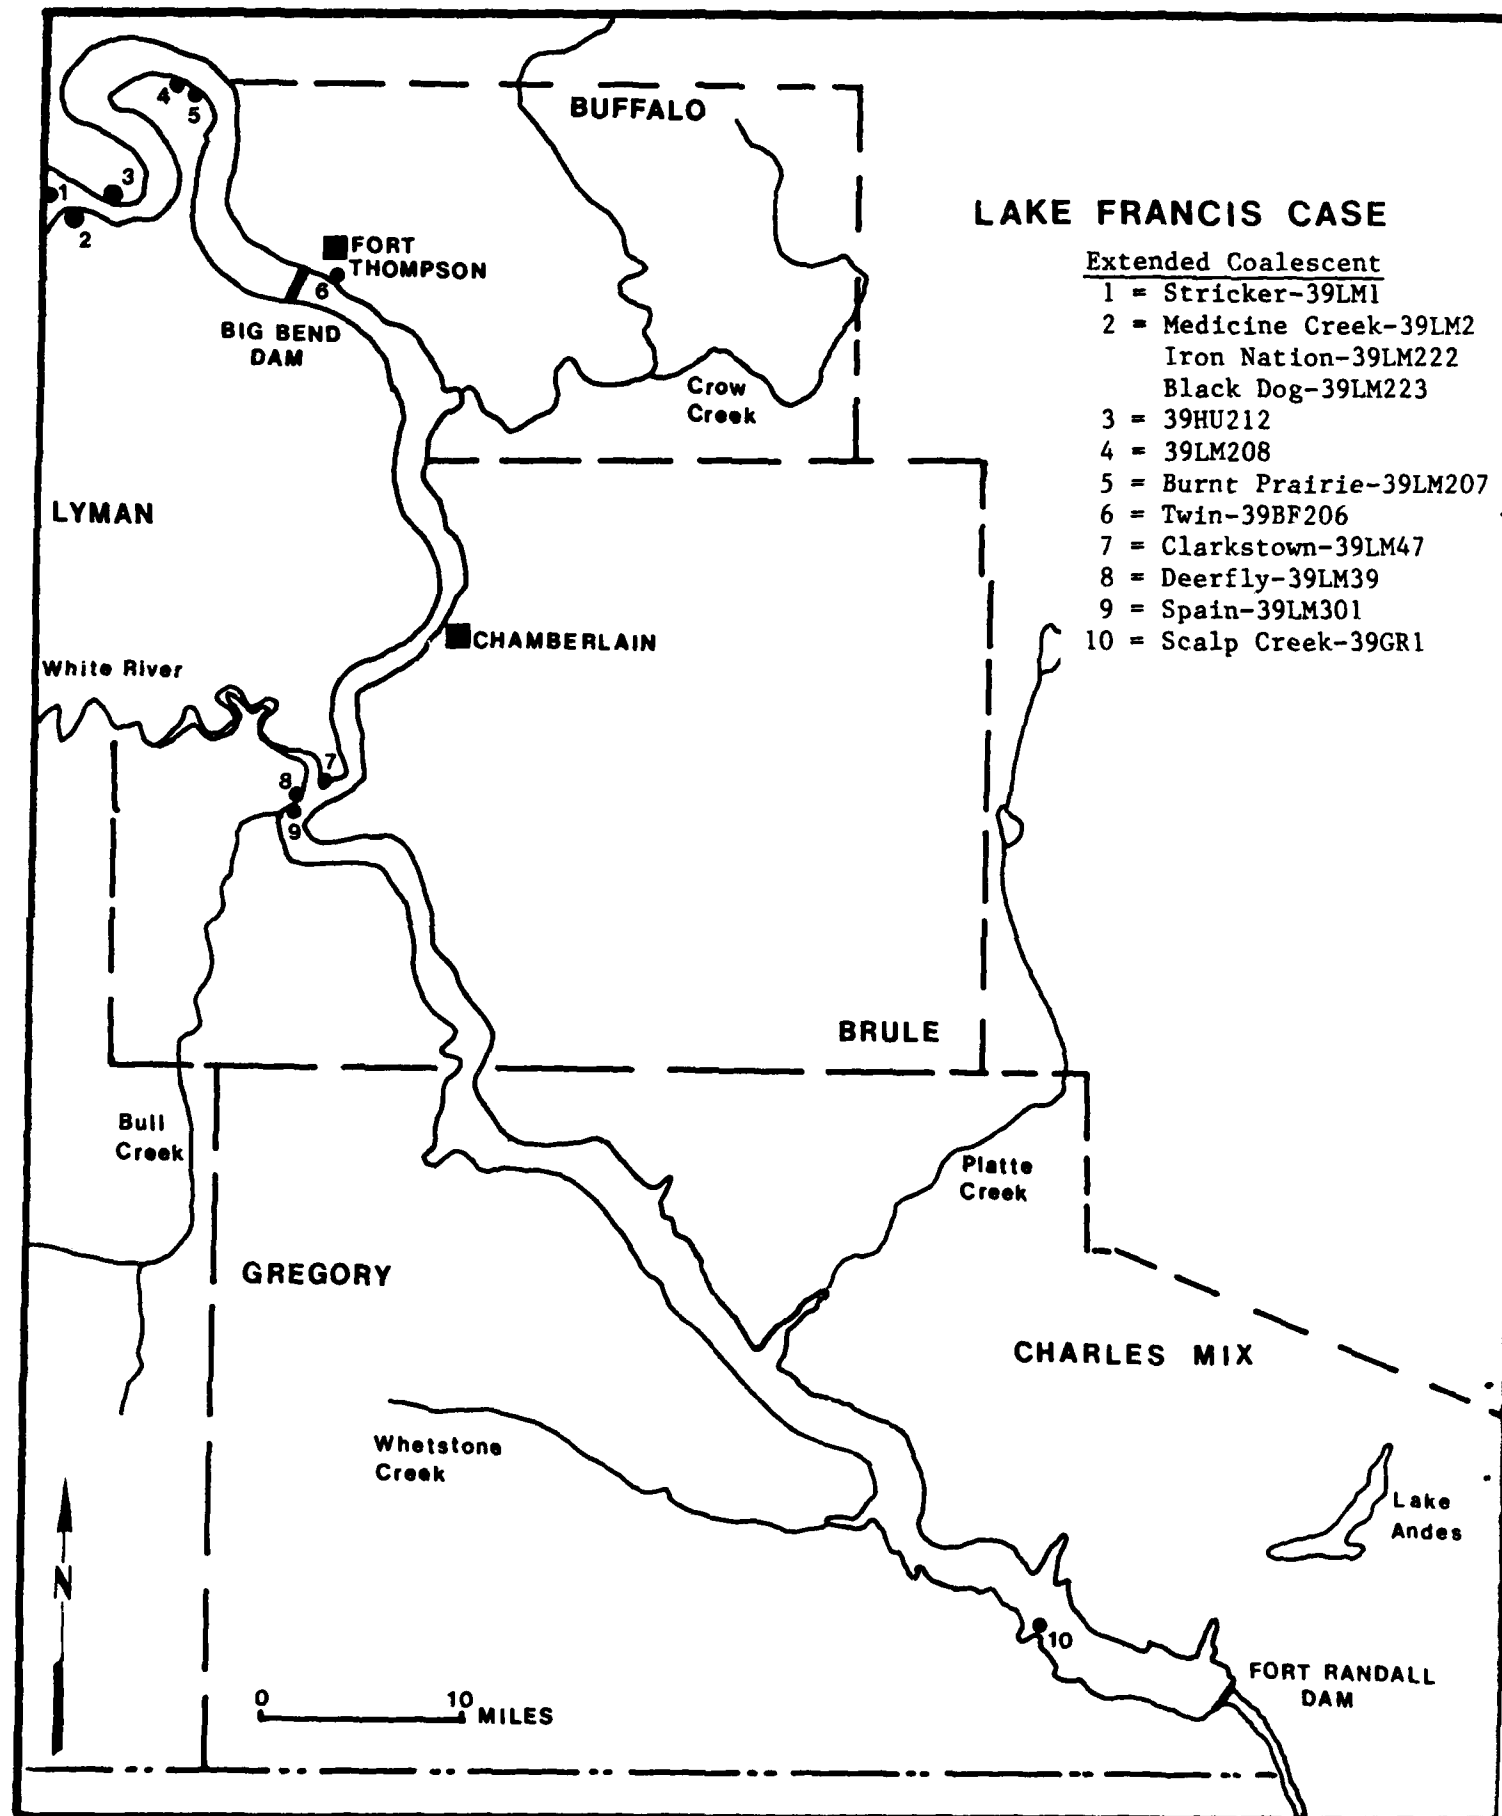 4
5
BUFFALO
1
3
2
LAKE FRANCIS CASE
Extended Coalescent
1 = Stricker-39LM1
2 = Medicine Creek-39LM2
Iron Nation-39LM222
Black Dog-39LM223
3 = 39HU212
4 = 39LM208
5 = Burnt Prairie-39LM207
6 = Twin-39BF206
7 = Clarkstown-39LM47
8 = Deerfly-39LM39
9 = Spain-39LM301
10 = Scalp Creek-39GR1
FORT
THOMPSON
6
BIG BEND
DAM
Crow
Creek
LYMAN
CHAMBERLAIN
White River
7
8
9
BRULE
Bull
Creek
Platte
Creek
GREGORY
CHARLES MIX
Whetstone
Creek
Lake
Andes
N
10
FORT RANDALL
DAM
0 10 MILES